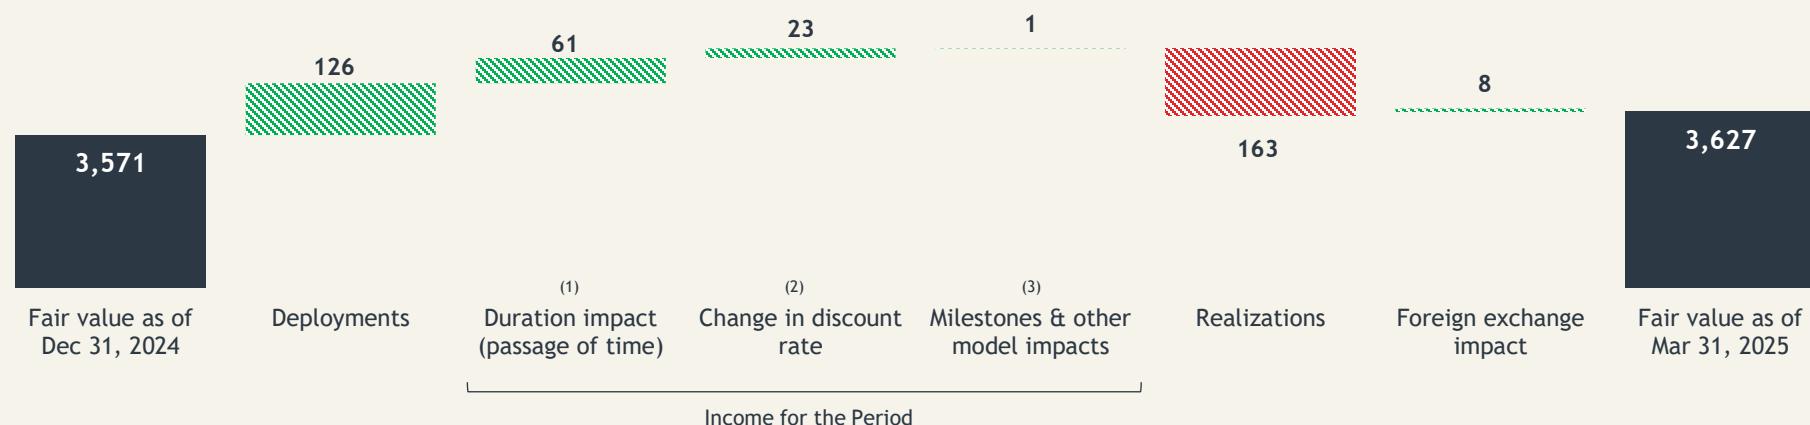 126
61
23
1
8
3,571
163
3,627
(1)
(2)
(3)
Fair value as of
Dec 31, 2024
Deployments
Duration impact
(passage of time)
Change in discount
rate
Milestones & other
model impacts
Realizations
Foreign exchange
impact
Fair value as of
Mar 31, 2025
Income for the Period